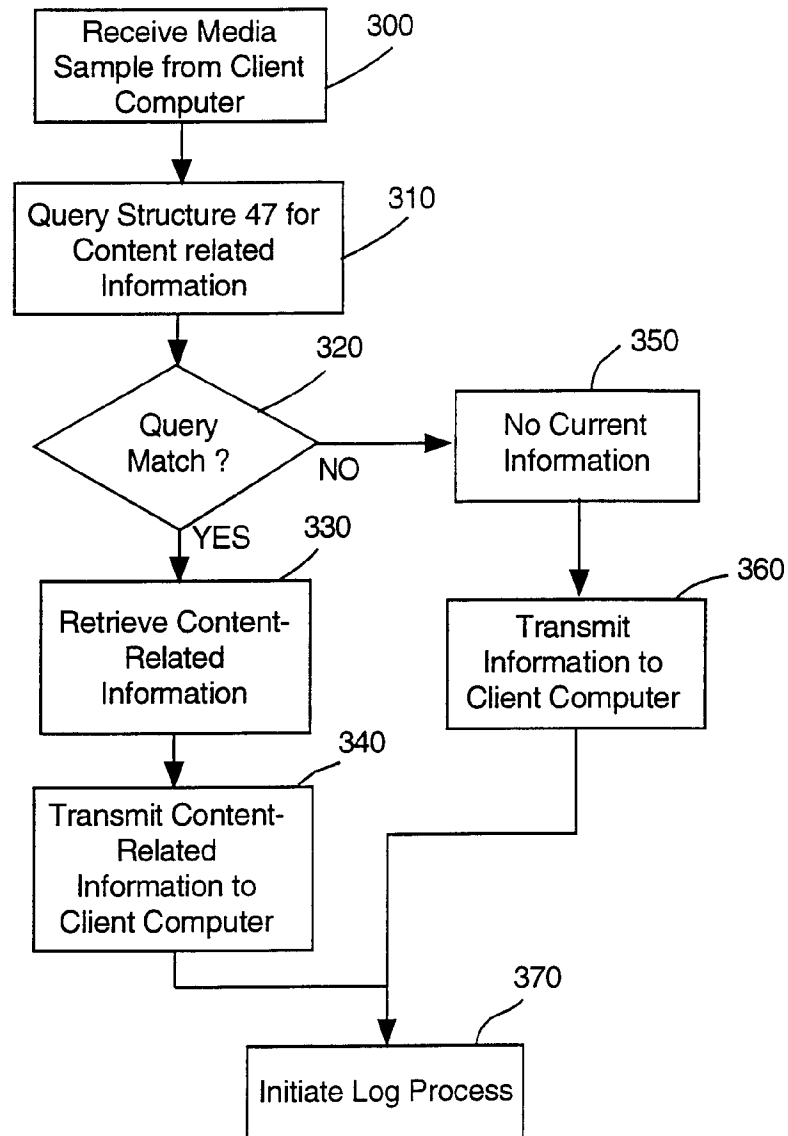 Receive Media
Sample from Client
Computer
300
Query Structure 47 for
Content related
Information
310
Query
Match ?
320
NO
YES
No Current
Information
350
Retrieve Content-
Related
Information
330
Transmit
Information to
Client Computer
360
Transmit Content-
Related
Information to
Client Computer
340
Initiate Log Process
370